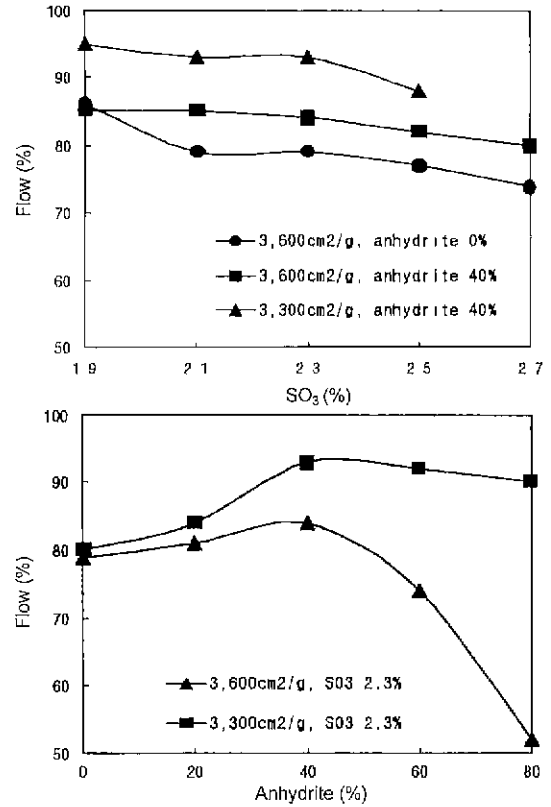 100
90
80
70
60
50
Flow (%)
3,600cm2/g, anhydrite 0%
3,600cm2/g, anhydrite 40%
3,300cm2/g, anhydrite 40%
1 9 2 1 2 3 2 5 2 7
SO₃ (%)
100
90
80
70
60
50
Flow (%)
3,600cm2/g, SO3 2.3%
3,300cm2/g, SO3 2.3%
0 20 40 60 80
Anhydrite (%)